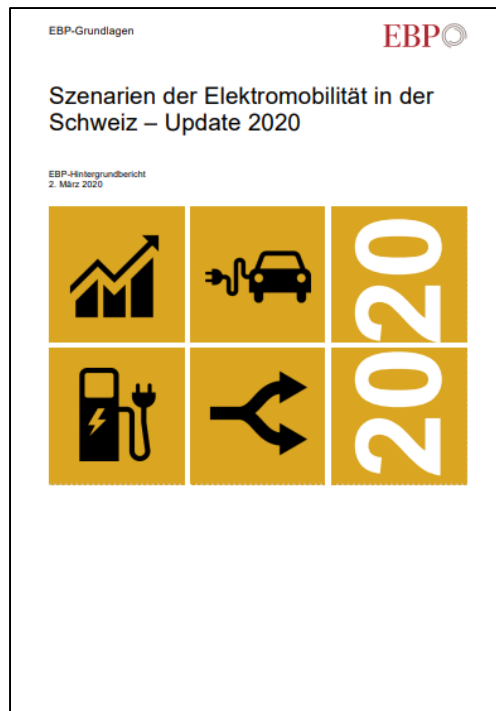 EBP-Grundlagen
EBP
Szenarien der Elektromobilität in der
Schweiz – Update 2020
EBP-Hintergrundbericht
2. März 2020
2020